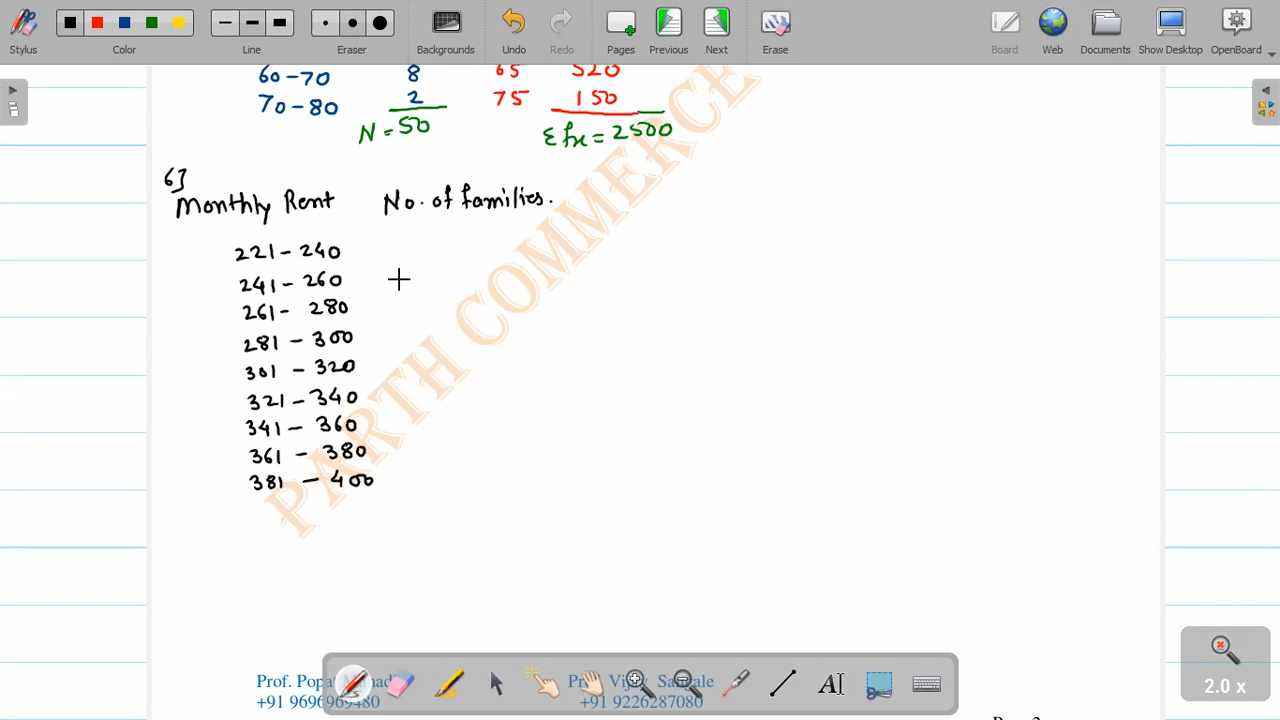 Stylus Color Line Eraser Backgrounds Undo Redo Pages Previous Next Erase Board Web Documents Show Desktop OpenBoard
60-70 8 65 520
70-80 2 75 150
N = 50 Σfx = 2500
6]
Monthly Rent No. of families.
221 - 240
241 - 260
261 - 280
281 - 300
301 - 320
321 - 340
341 - 360
361 - 380
381 - 400
PARTH COMMERCE
2.0 x
Prof. Popat
+91 9696969480 +91 9226287080